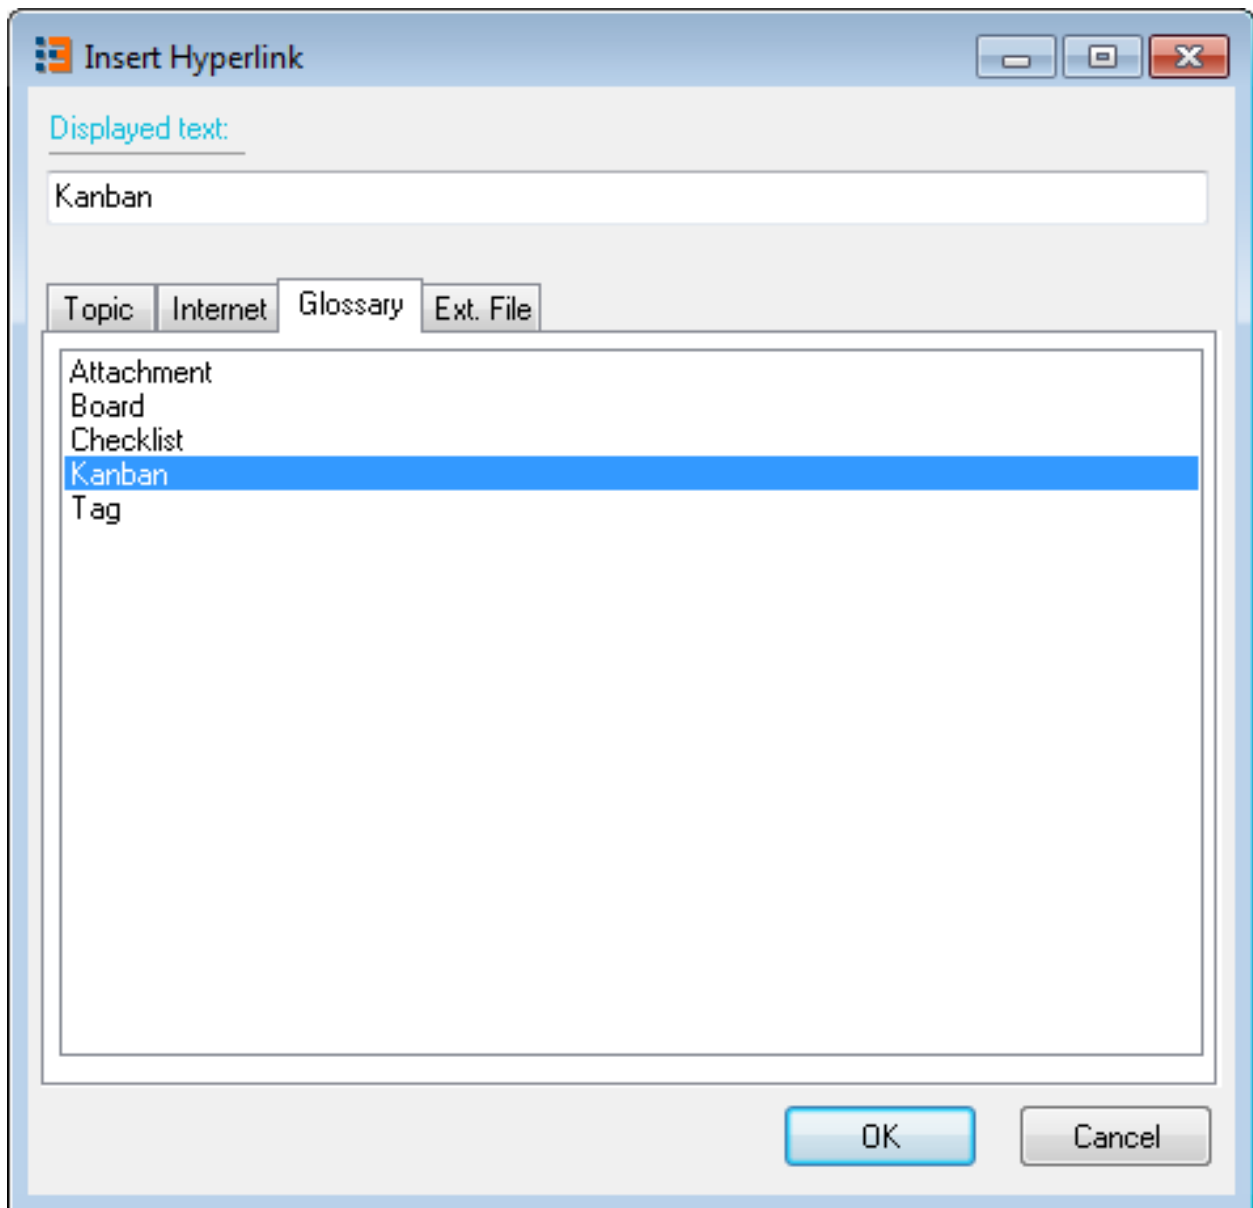 Insert Hyperlink
Displayed text:
Kanban
Topic Internet Glossary Ext. File
Attachment
Board
Checklist
Kanban
Tag
OK Cancel